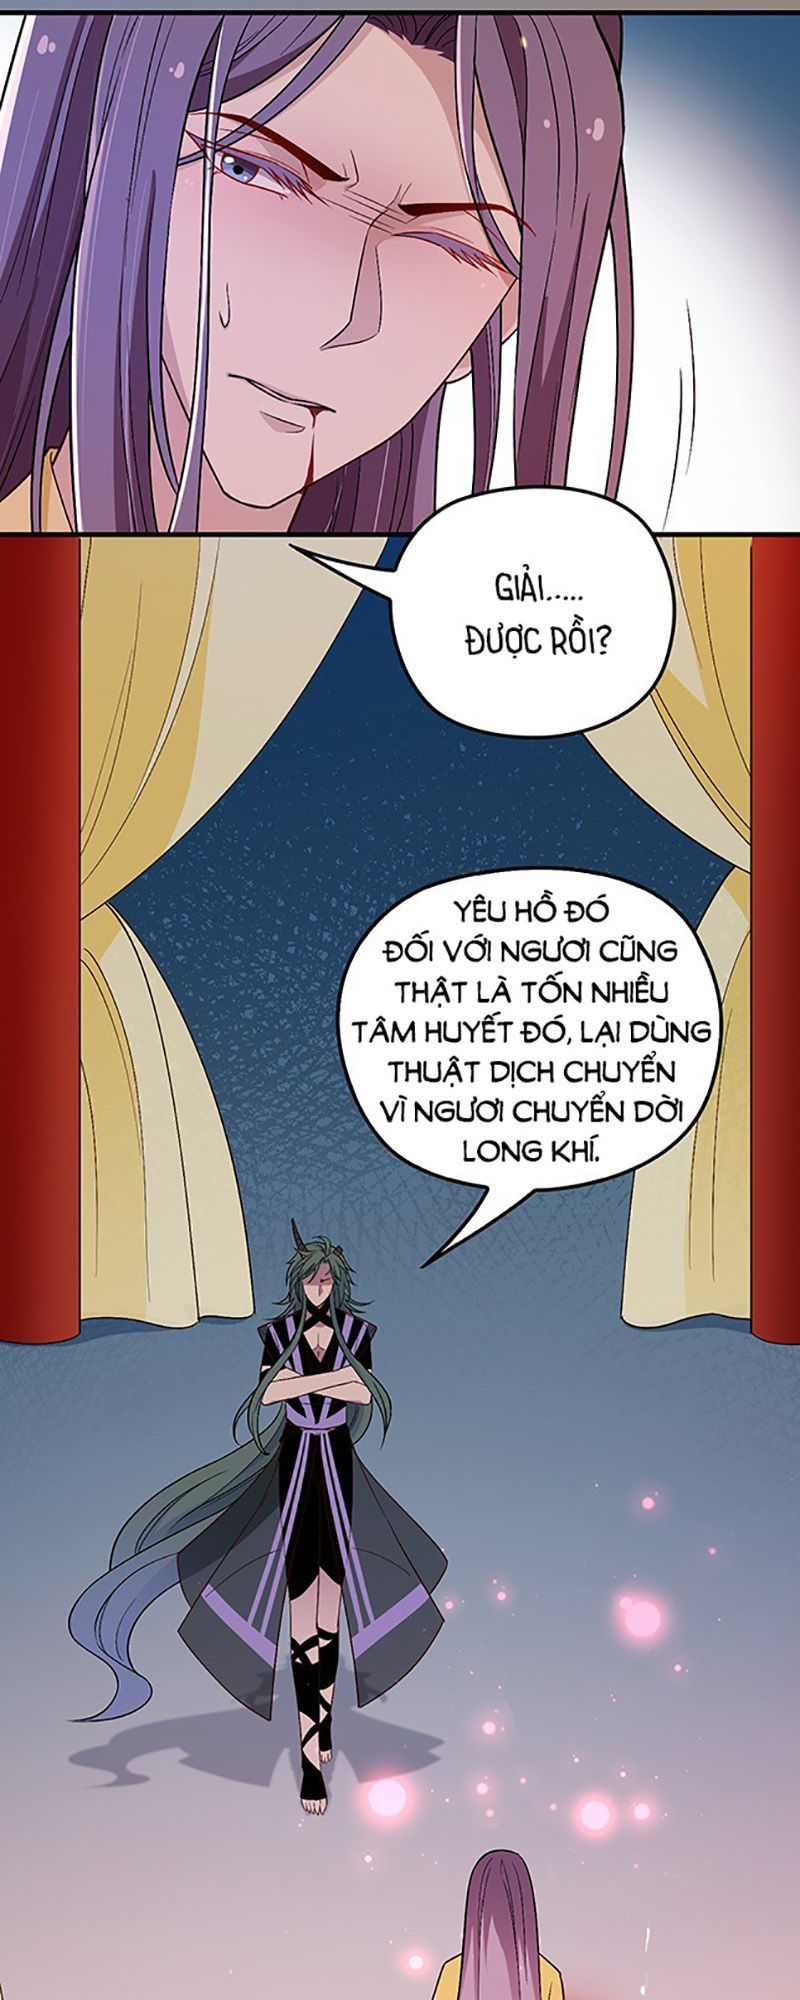 GIẢI.....
ĐƯỢC RỒI?
YÊU HỒ ĐÓ
ĐỐI VỚI NGƯƠI CŨNG
THẬT LÀ TỐN NHIỀU
TÂM HUYẾT ĐÓ, LẠI DÙNG
THUẬT DỊCH CHUYỂN
VÌ NGƯƠI CHUYỂN DỜI
LONG KHÍ.